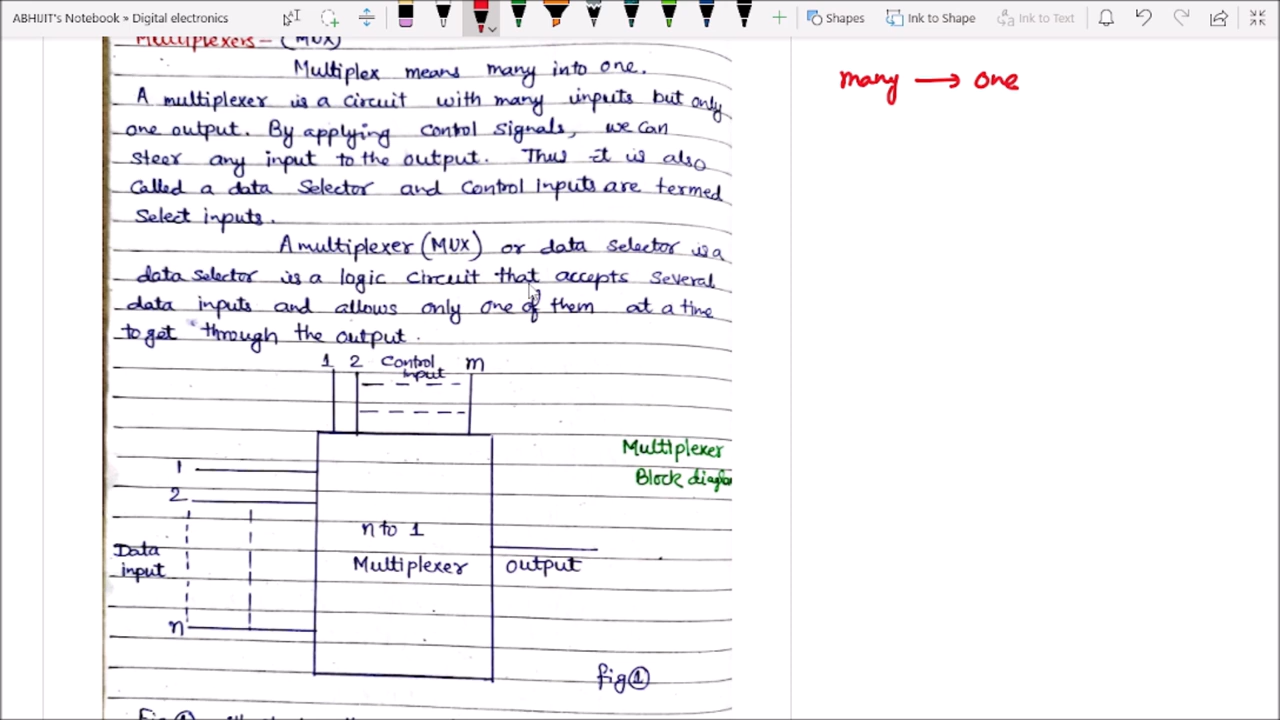 ABHIJIT's Notebook » Digital electronics
Shapes
Ink to Shape
Ink to Text
Multiplexers - (MUX)
Multiplex means many into one.
A multiplexer is a circuit with many inputs but only
one output. By applying control signals, we can
steer any input to the output. Thus it is also
called a data selector and control inputs are termed
select inputs.
A multiplexer (MUX) or data selector is a
data selector is a logic circuit that accepts several
data inputs and allows only one of them at a time
to get through the output.
many → one
1 2 Control input m
Multiplexer
Block
1
2
n to 1
Multiplexer
Data
input
output
n
fig ①